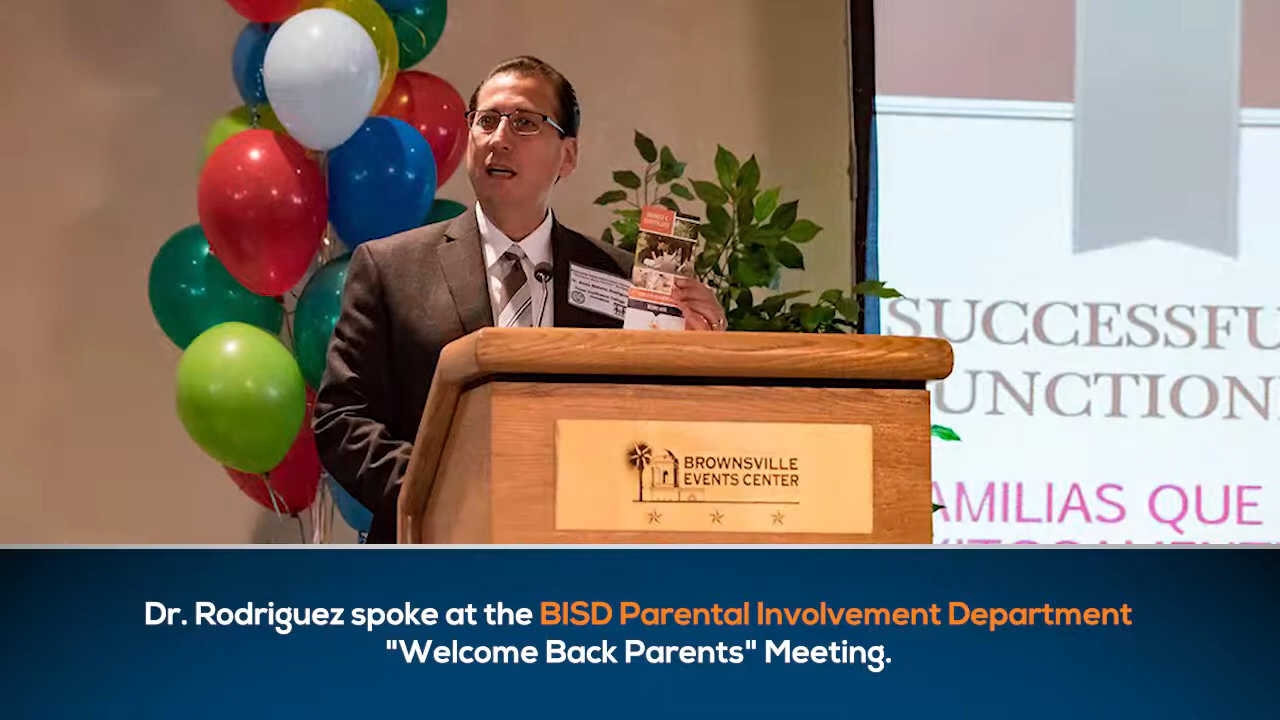 SUCCESSFU
UNCTION
AMILIAS QUE
BROWNSVILLE
EVENTS CENTER
Dr. Rodriguez spoke at the BISD Parental Involvement Department
"Welcome Back Parents" Meeting.